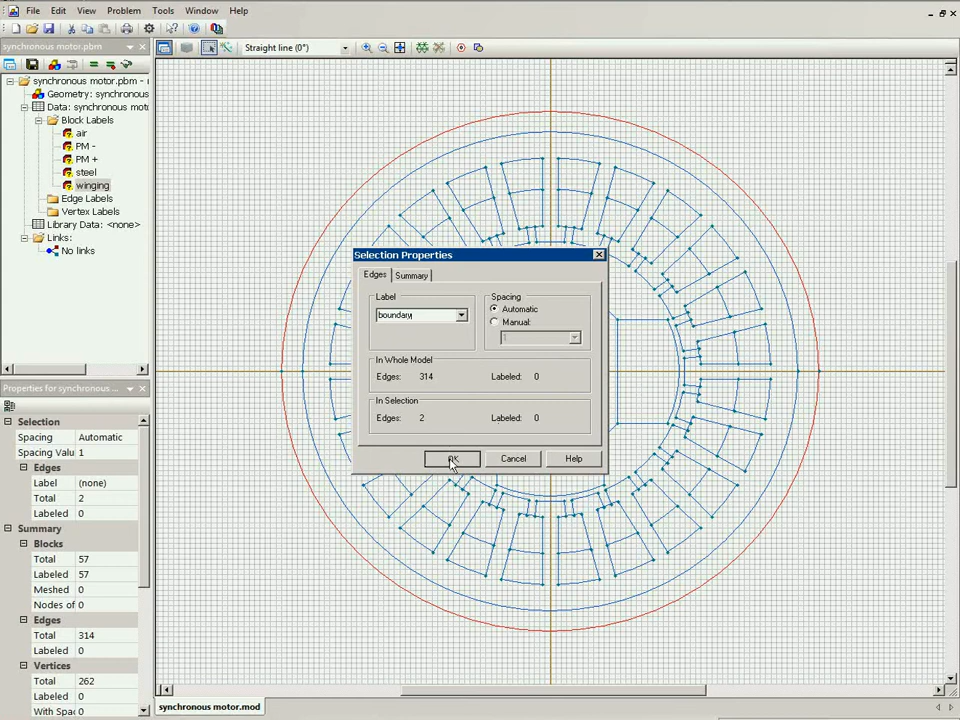 File Edit View Problem Tools Window Help
Straight line (0°)
synchronous motor.pbm
synchronous motor.pbm -
Geometry: synchronous
Data: synchronous mot
Block Labels
air
PM -
PM +
steel
winging
Edge Labels
Vertex Labels
Library Data: <none>
Links:
No links
Selection Properties
Edges Summary
Label
boundary
Spacing
Automatic
Manual:
1
In Whole Model
Edges: 314 Labeled: 0
In Selection
Edges: 2 Labeled: 0
OK Cancel Help
Properties for synchronous ...
Selection
Spacing Automatic
Spacing Value 1
Edges
Label (none)
Total 2
Labeled 0
Summary
Blocks
Total 57
Labeled 57
Meshed 0
Nodes of 0
Edges
Total 314
Labeled 0
Vertices
Total 262
Labeled 0
With Spac 0
synchronous motor.mod